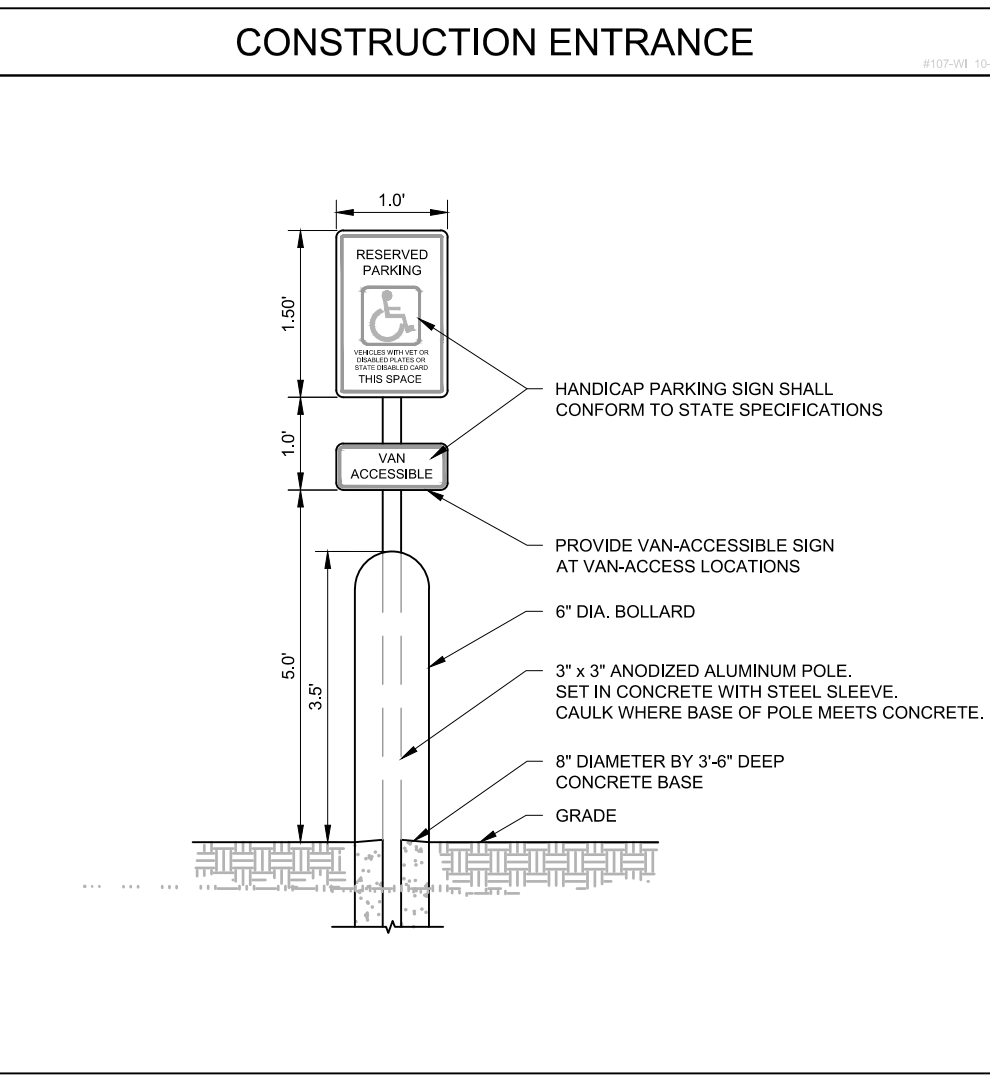 CONSTRUCTION ENTRANCE
#107-WI 10-
1.0'
RESERVED
PARKING
VEHICLES WITH VET OR
DISABLED PLATES OR
STATE DISABLED CARD
THIS SPACE
1.50'
HANDICAP PARKING SIGN SHALL
CONFORM TO STATE SPECIFICATIONS
1.0'
VAN
ACCESSIBLE
PROVIDE VAN-ACCESSIBLE SIGN
AT VAN-ACCESS LOCATIONS
6" DIA. BOLLARD
5.0'
3.5'
3" x 3" ANODIZED ALUMINUM POLE.
SET IN CONCRETE WITH STEEL SLEEVE.
CAULK WHERE BASE OF POLE MEETS CONCRETE.
8" DIAMETER BY 3'-6" DEEP
CONCRETE BASE
GRADE